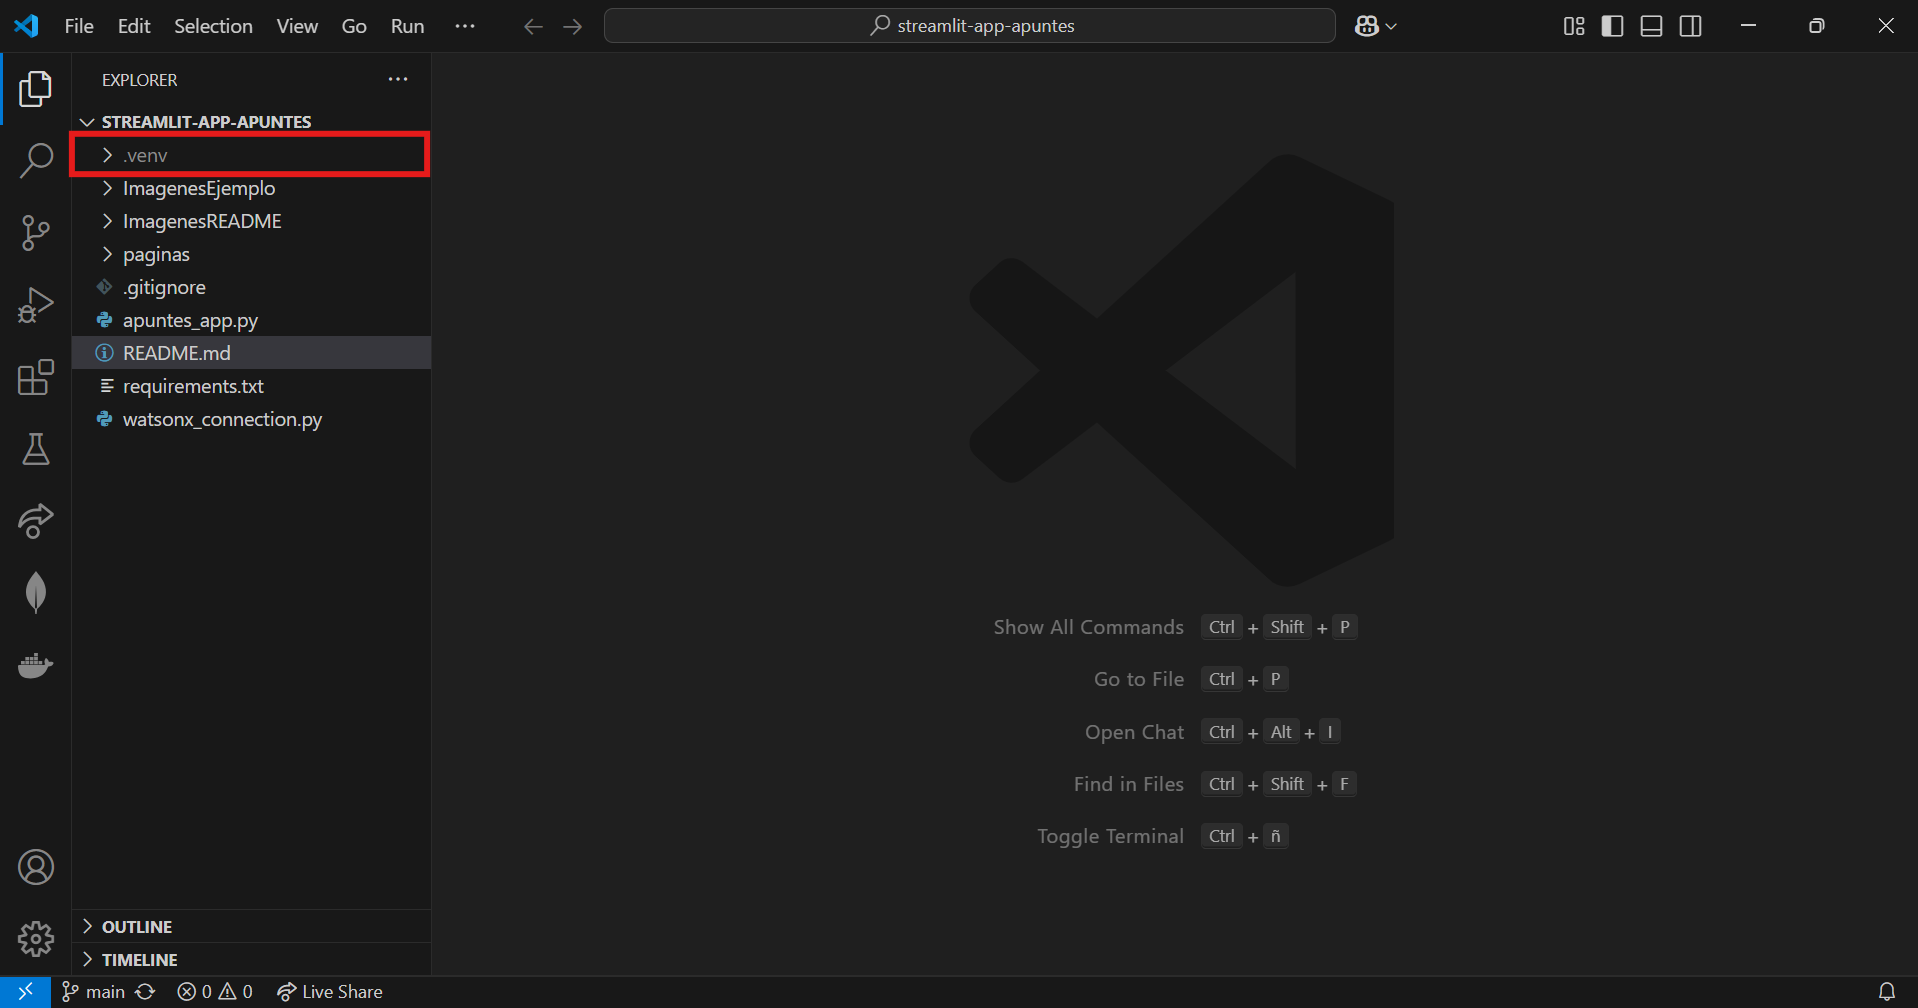 File Edit Selection View Go Run ··· streamlit-app-apuntes
EXPLORER ···
STREAMLIT-APP-APUNTES
.venv
ImagenesEjemplo
ImagenesREADME
paginas
.gitignore
apuntes_app.py
README.md
requirements.txt
watsonx_connection.py
Show All Commands Ctrl + Shift + P
Go to File Ctrl + P
Open Chat Ctrl + Alt + I
Find in Files Ctrl + Shift + F
Toggle Terminal Ctrl + ñ
OUTLINE
TIMELINE
main 0 0 Live Share